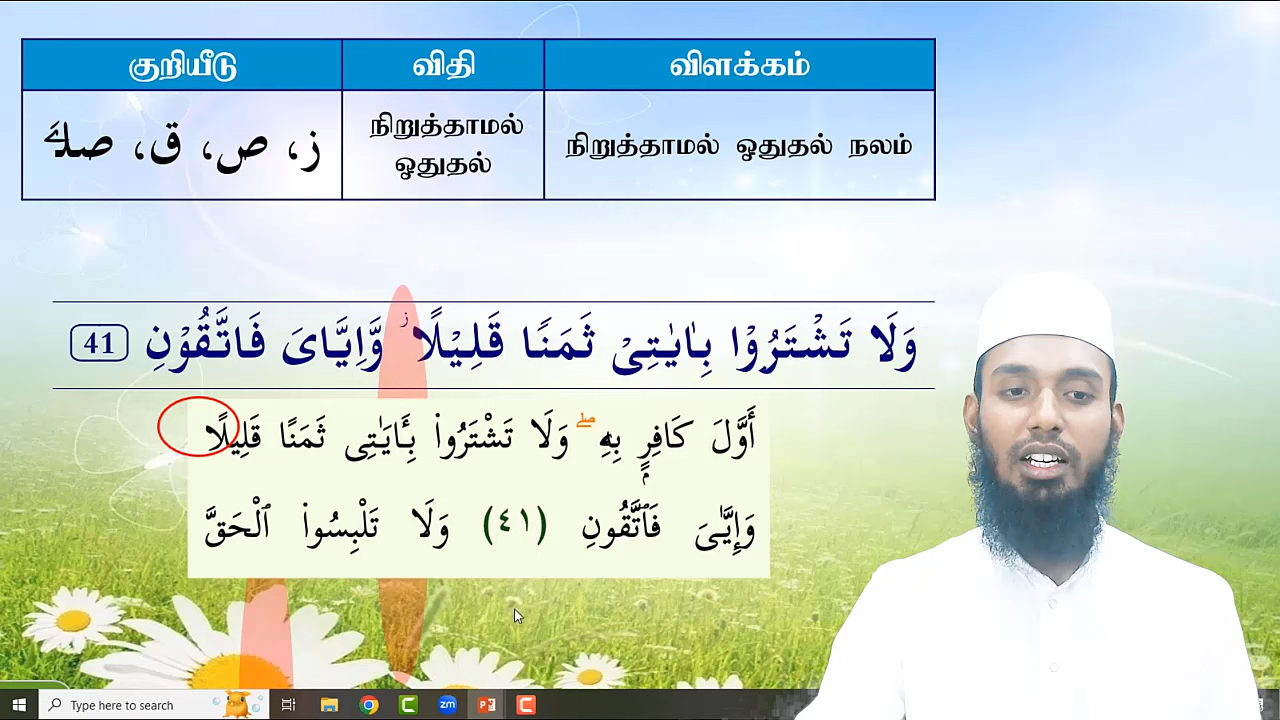 குறியீடு விதி விளக்கம்
ز، ص، ق، صلے நிறுத்தாமல் ஓதுதல் நிறுத்தாமல் ஓதுதல் நலம்
وَلَا تَشْتَرُوْا بِاٰيٰتِىْ ثَمَنًا قَلِيْلًا ز وَّاِيَّاىَ فَاتَّقُوْنِ 41
أَوَّلَ كَافِرٍۭ بِهِۦ ۖ وَلَا تَشْتَرُوا۟ بِـَٔايَـٰتِى ثَمَنًا قَلِيلًا
وَإِيَّـٰىَ فَٱتَّقُونِ (٤١) وَلَا تَلْبِسُوا۟ ٱلْحَقَّ
Type here to search